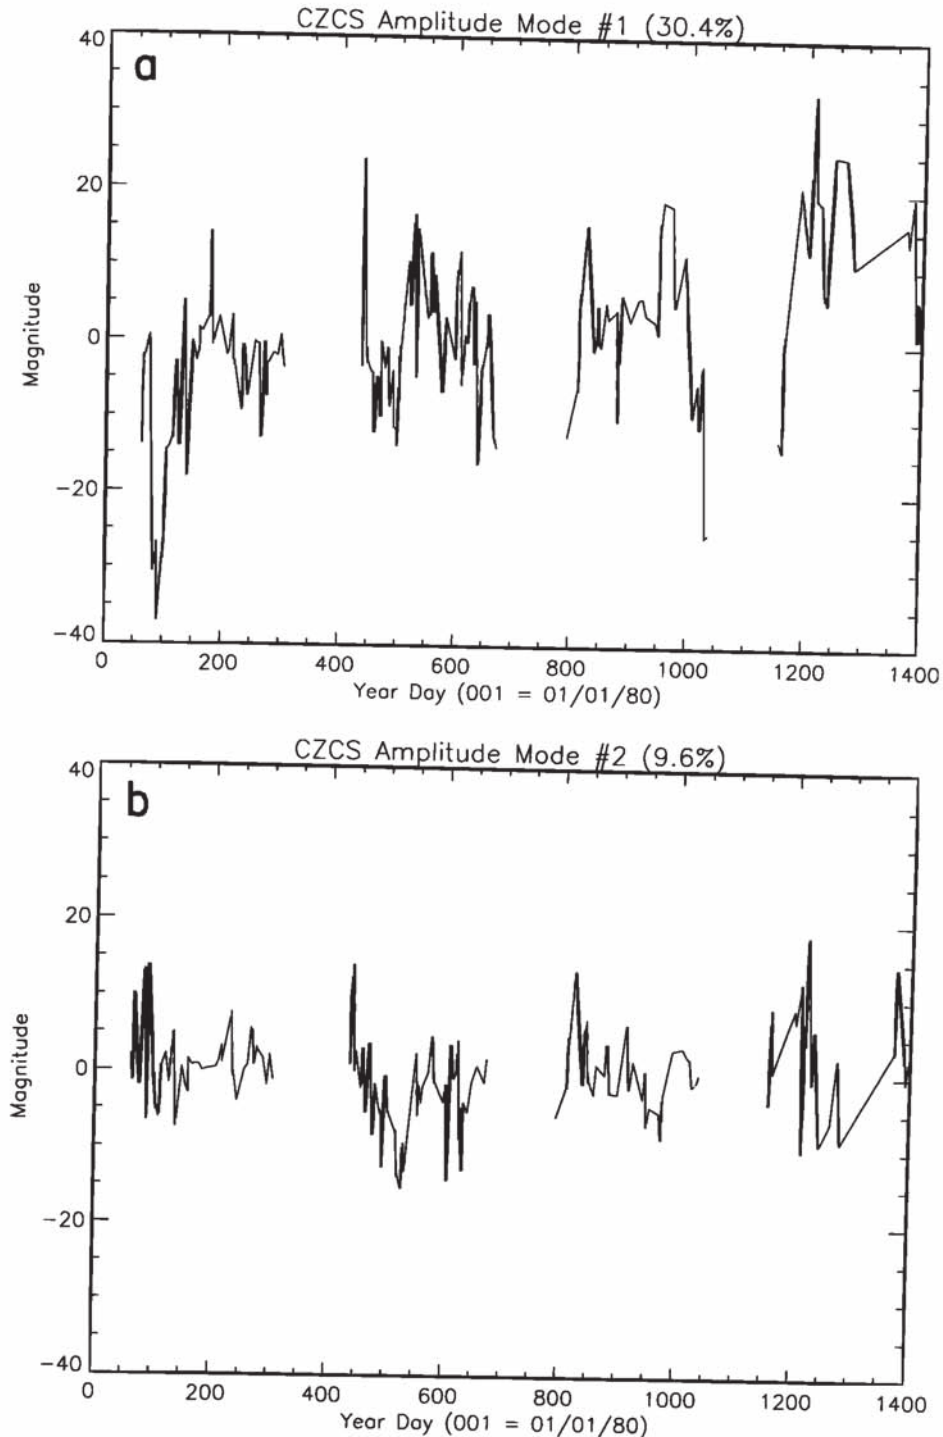 CZCS Amplitude Mode #1 (30.4%)
a
40
20
0
−20
−40
Magnitude
0 200 400 600 800 1000 1200 1400
Year Day (001 = 01/01/80)
CZCS Amplitude Mode #2 (9.6%)
b
40
20
0
−20
−40
Magnitude
0 200 400 600 800 1000 1200 1400
Year Day (001 = 01/01/80)